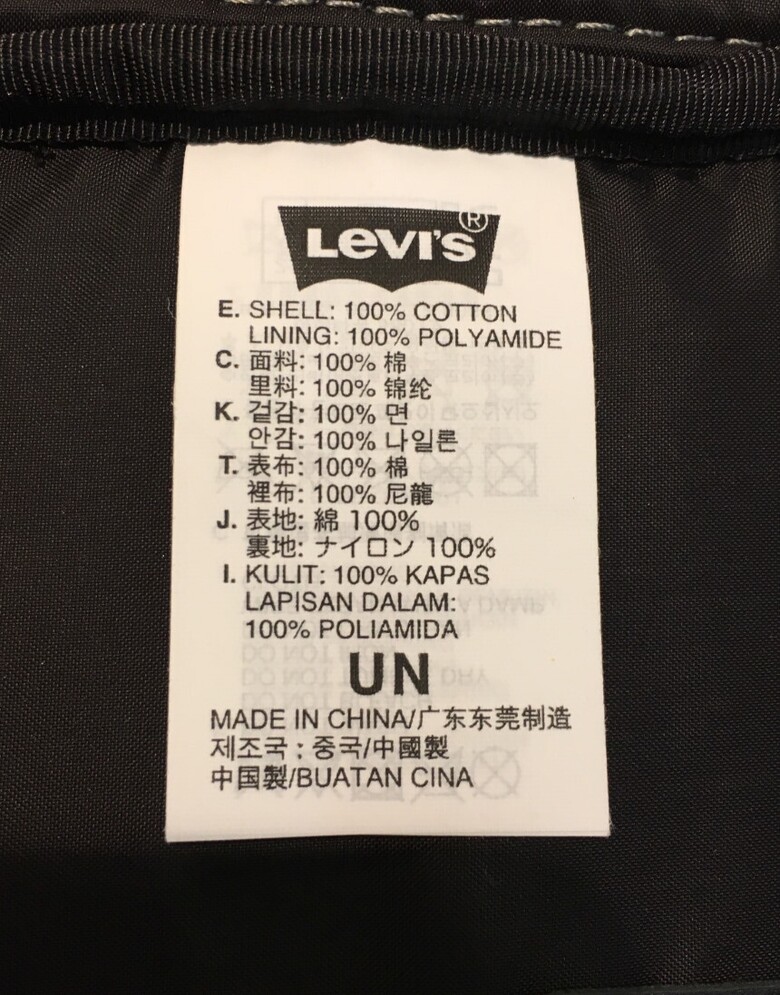 LEVI'S®
E. SHELL: 100% COTTON
LINING: 100% POLYAMIDE
C. 面料: 100% 棉
里料: 100% 锦纶
K. 겉감: 100% 면
안감: 100% 나일론
T. 表布: 100% 棉
裡布: 100% 尼龍
J. 表地: 綿 100%
裏地: ナイロン 100%
I. KULIT: 100% KAPAS
LAPISAN DALAM:
100% POLIAMIDA
UN
MADE IN CHINA/广东东莞制造
제조국 : 중국/中國製
中国製/BUATAN CINA